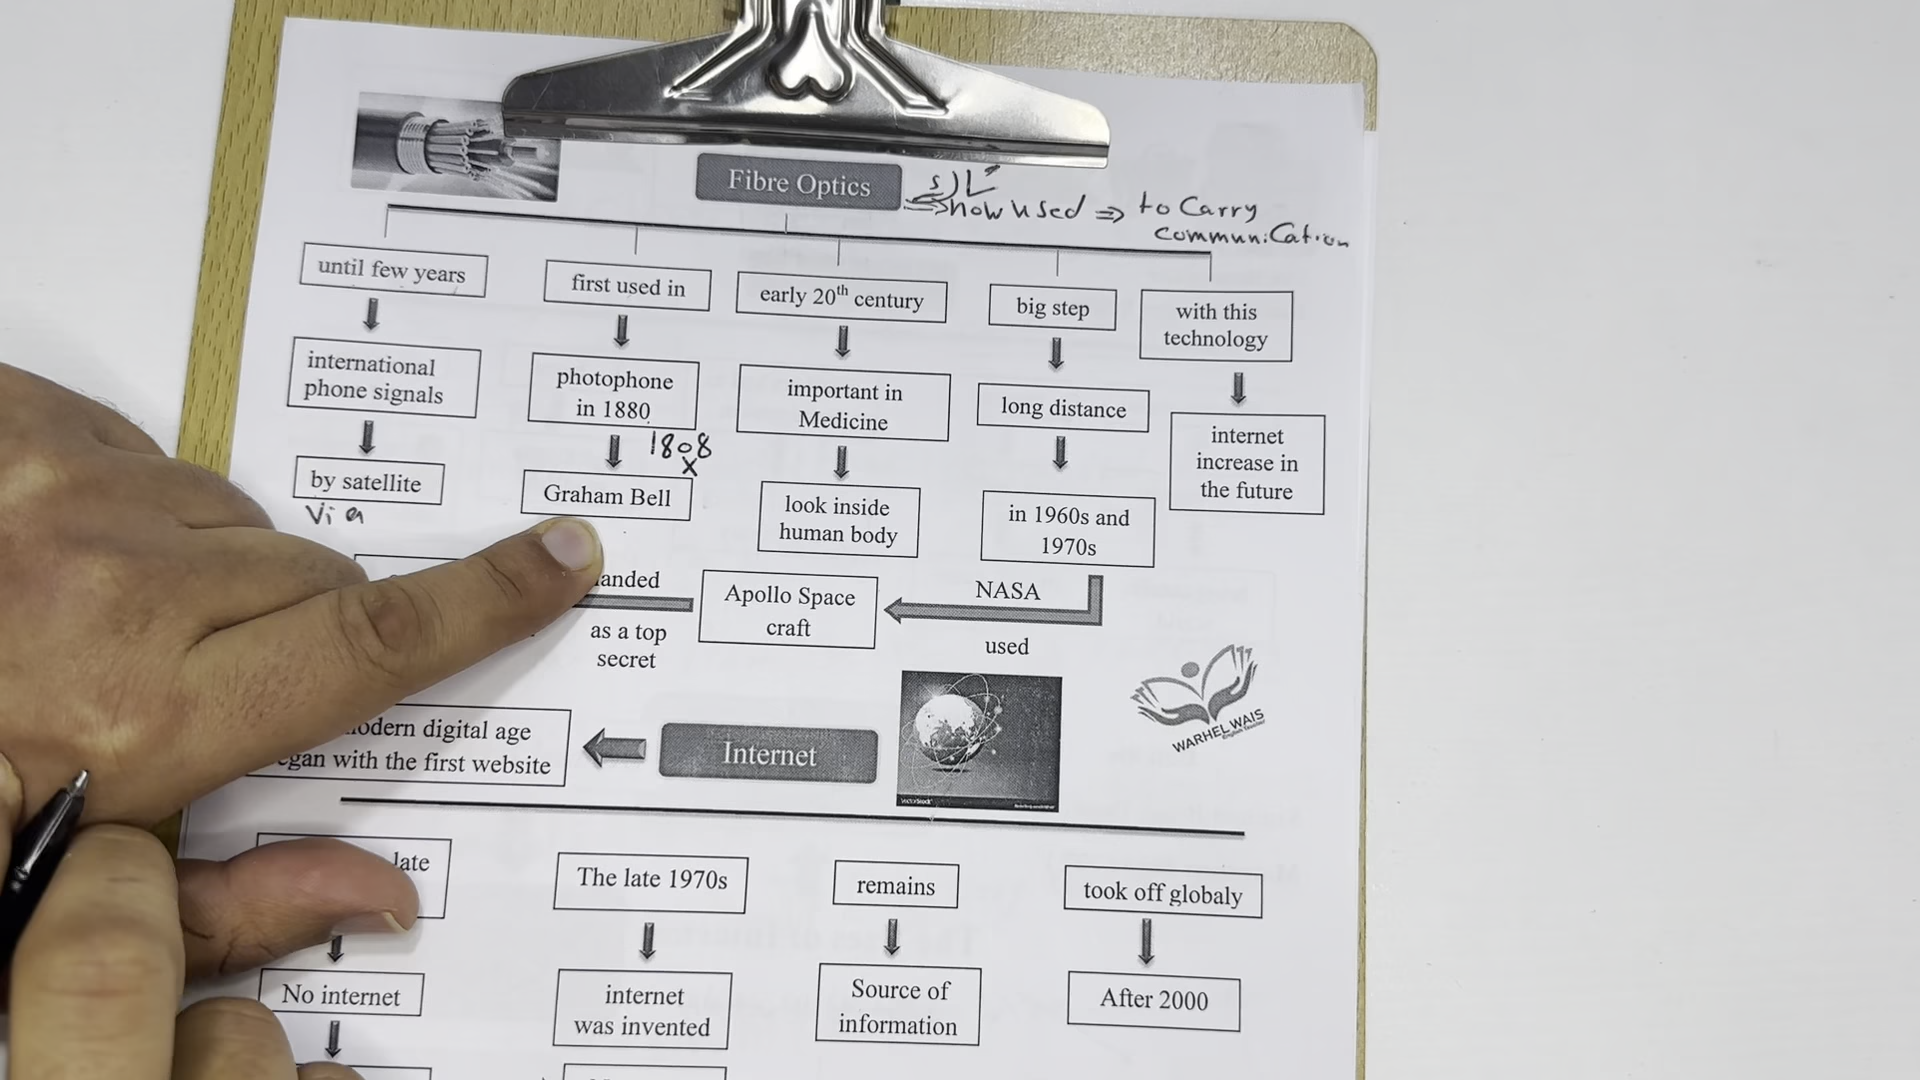 Fibre Optics
how used ⇒ to Carry
communication
until few years
first used in
early 20th century
big step
with this
technology
international
phone signals
photophone
in 1880
important in
Medicine
long distance
internet
increase in
the future
1808
X
by satellite
Via
Graham Bell
look inside
human body
in 1960s and
1970s
anded
as a top
secret
Apollo Space
craft
NASA
used
WARHEL WAIS
odern digital age
egan with the first website
Internet
VectorStock
late
The late 1970s
remains
took off globaly
No internet
internet
was invented
Source of
information
After 2000